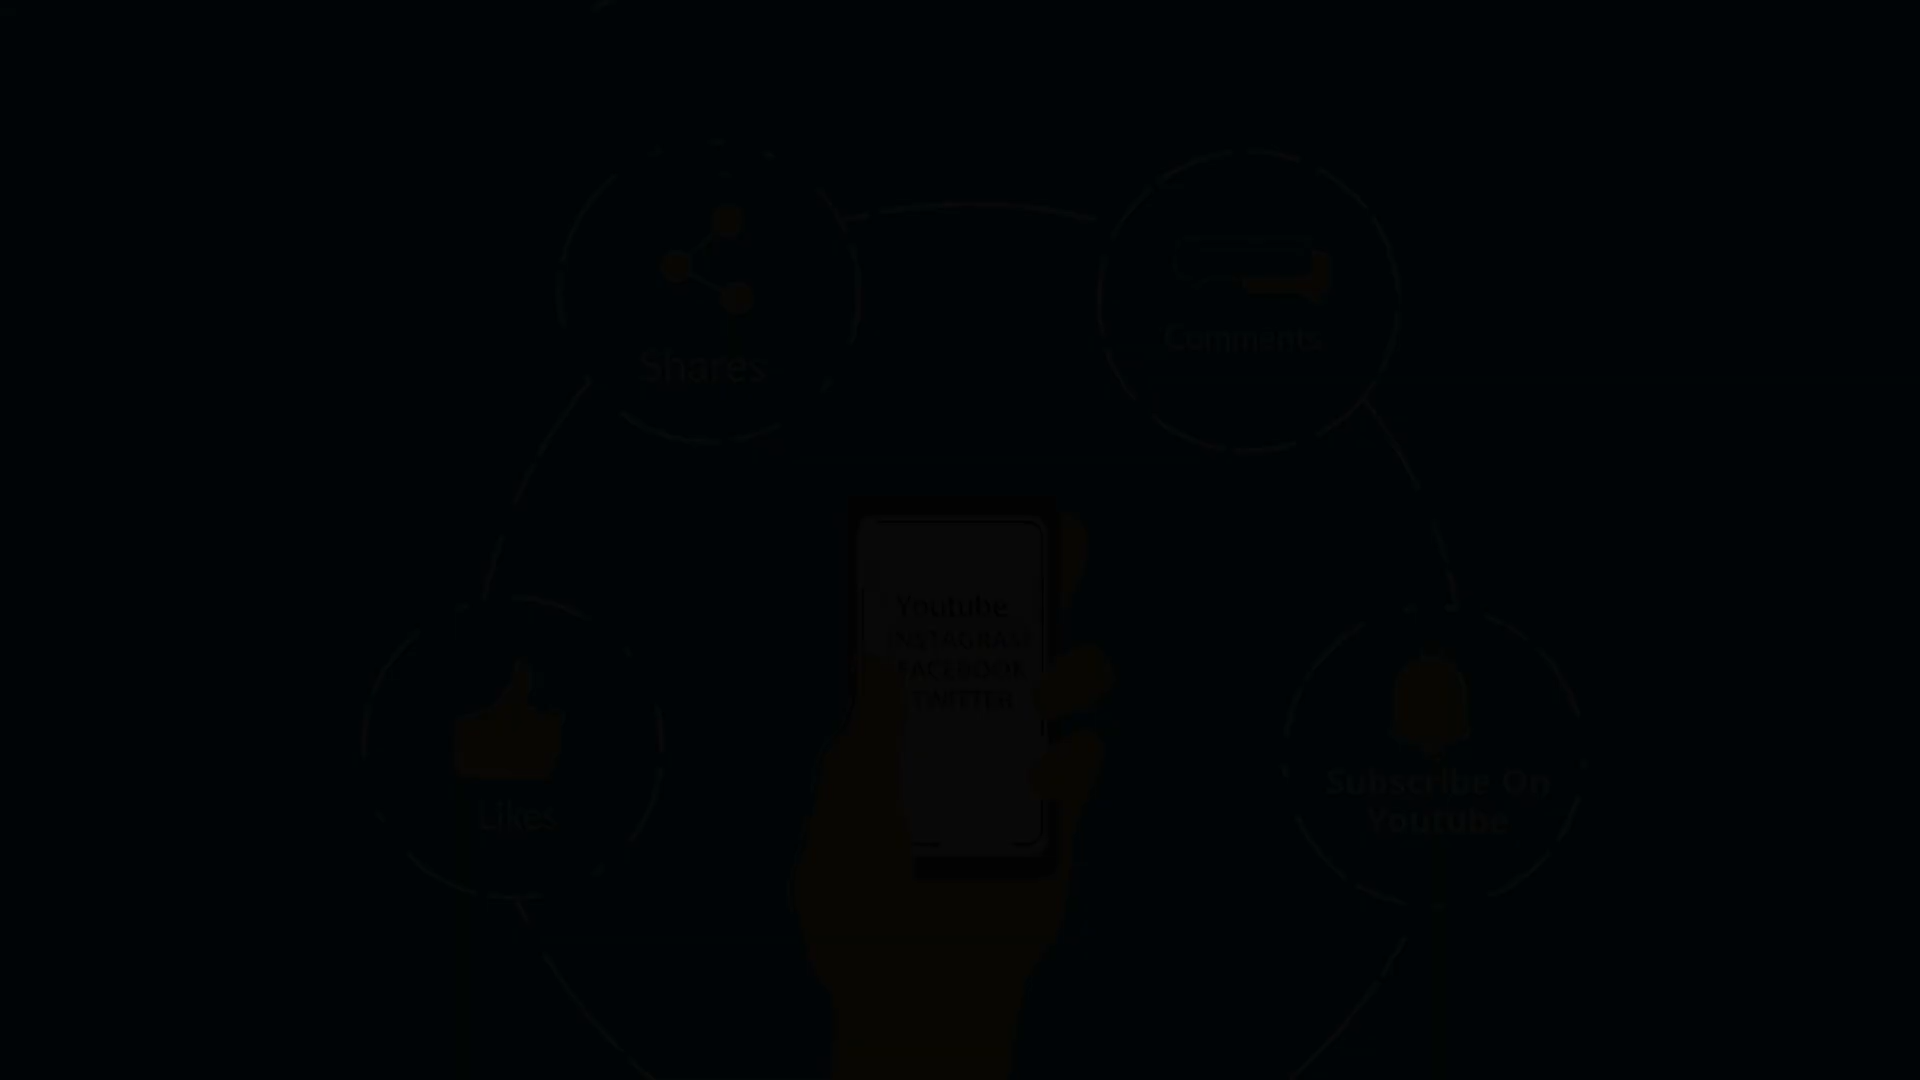 Shares
Comments
Youtube
INSTAGRAM
FACEBOOK
TWITTER
Likes
Subscribe On
Youtube